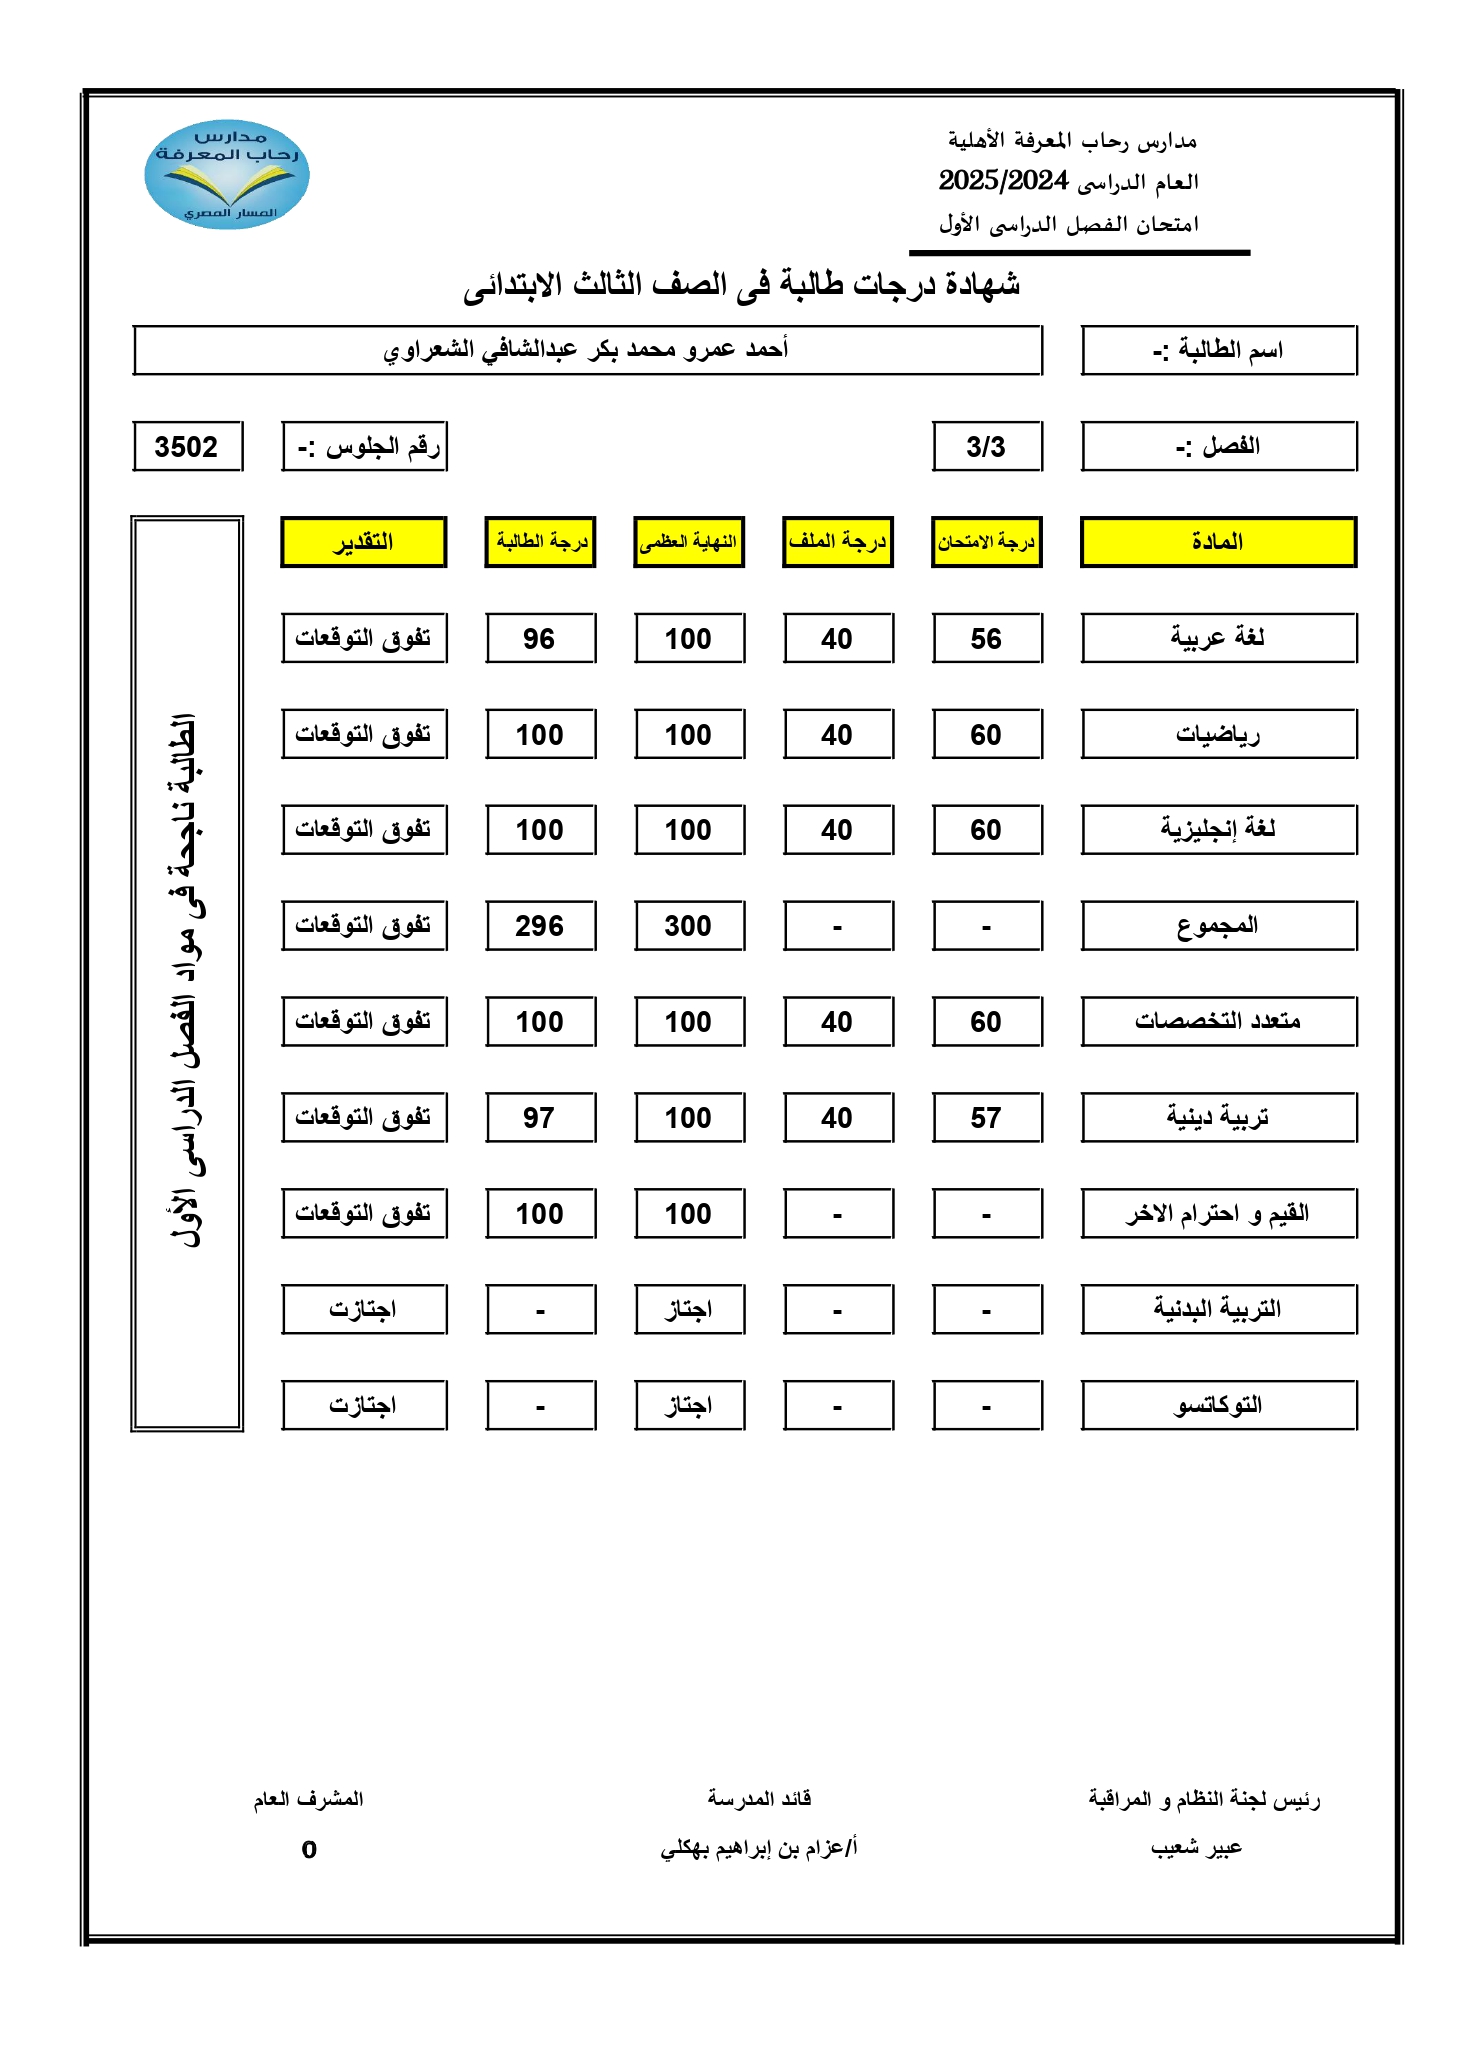 مدارس رحاب المعرفة الأهلية
العام الدراسى 2025/2024
امتحان الفصل الدراسى الأول
مدارس
رحاب المعرفة
المسار المصري
شهادة درجات طالبة فى الصف الثالث الابتدائى
اسم الطالبة :- أحمد عمرو محمد بكر عبدالشافي الشعراوي
الفصل :- 3/3 رقم الجلوس :- 3502
المادة درجة الامتحان درجة الملف النهاية العظمى درجة الطالبة التقدير
لغة عربية 56 40 100 96 تفوق التوقعات
رياضيات 60 40 100 100 تفوق التوقعات
لغة إنجليزية 60 40 100 100 تفوق التوقعات
المجموع - - 300 296 تفوق التوقعات
متعدد التخصصات 60 40 100 100 تفوق التوقعات
تربية دينية 57 40 100 97 تفوق التوقعات
القيم و احترام الاخر - - 100 100 تفوق التوقعات
التربية البدنية - - اجتاز - اجتازت
التوكاتسو - - اجتاز - اجتازت
الطالبة ناجحة فى مواد الفصل الدراسى الأول
رئيس لجنة النظام و المراقبة قائد المدرسة المشرف العام
عبير شعيب أ/عزام بن إبراهيم بهكلي 0